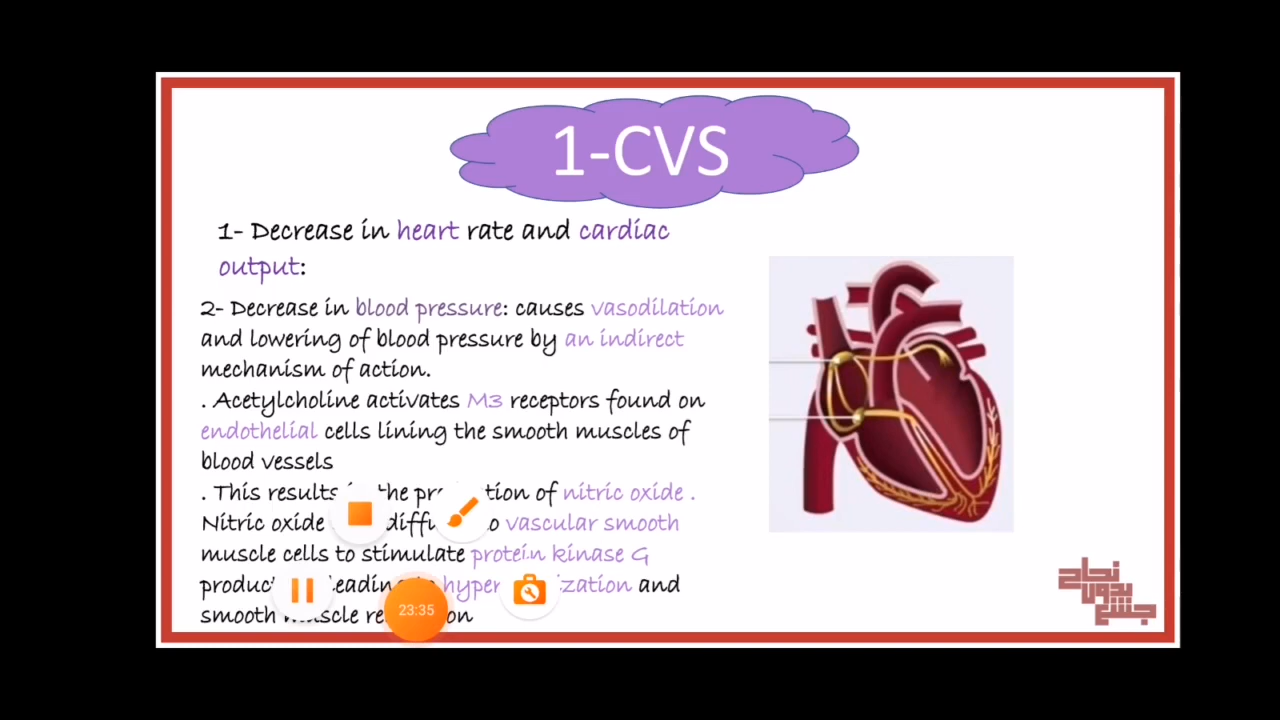 1-CVS
1- Decrease in heart rate and cardiac
output:
2- Decrease in blood pressure: causes vasodilation
and lowering of blood pressure by an indirect
mechanism of action.
. Acetylcholine activates M3 receptors found on
endothelial cells lining the smooth muscles of
blood vessels
. This results the of nitric oxide .
Nitric oxide vascular smooth
muscle cells to stimulate protein kinase G
and
smooth
23:35
نجاح
بدون